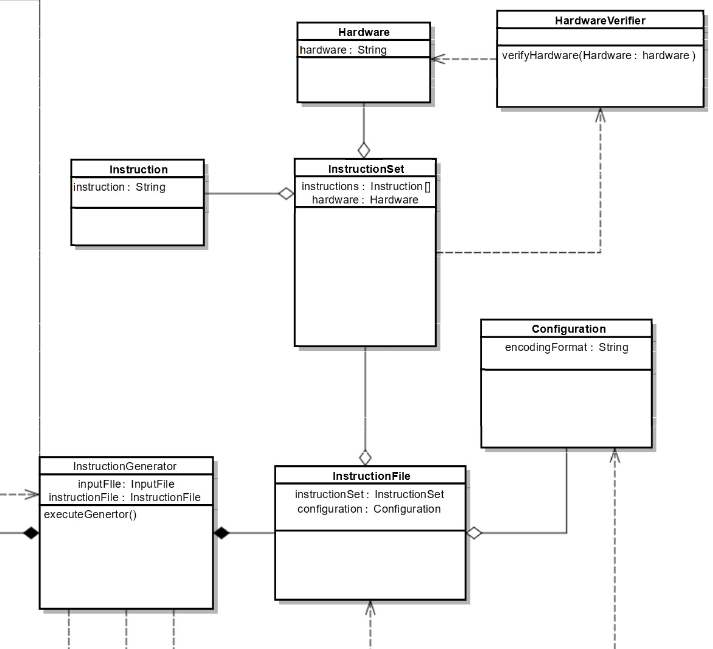 Hardware
hardware : String
HardwareVerifier
verifyHardware(Hardware : hardware )
Instruction
instruction : String
InstructionSet
instructions : Instruction[]
hardware : Hardware
Configuration
encodingFormat : String
InstructionGenerator
inputFIle : InputFile
instructionFile : InstructionFile
executeGenertor()
InstructionFile
instructionSet : InstructionSet
configuration : Configuration